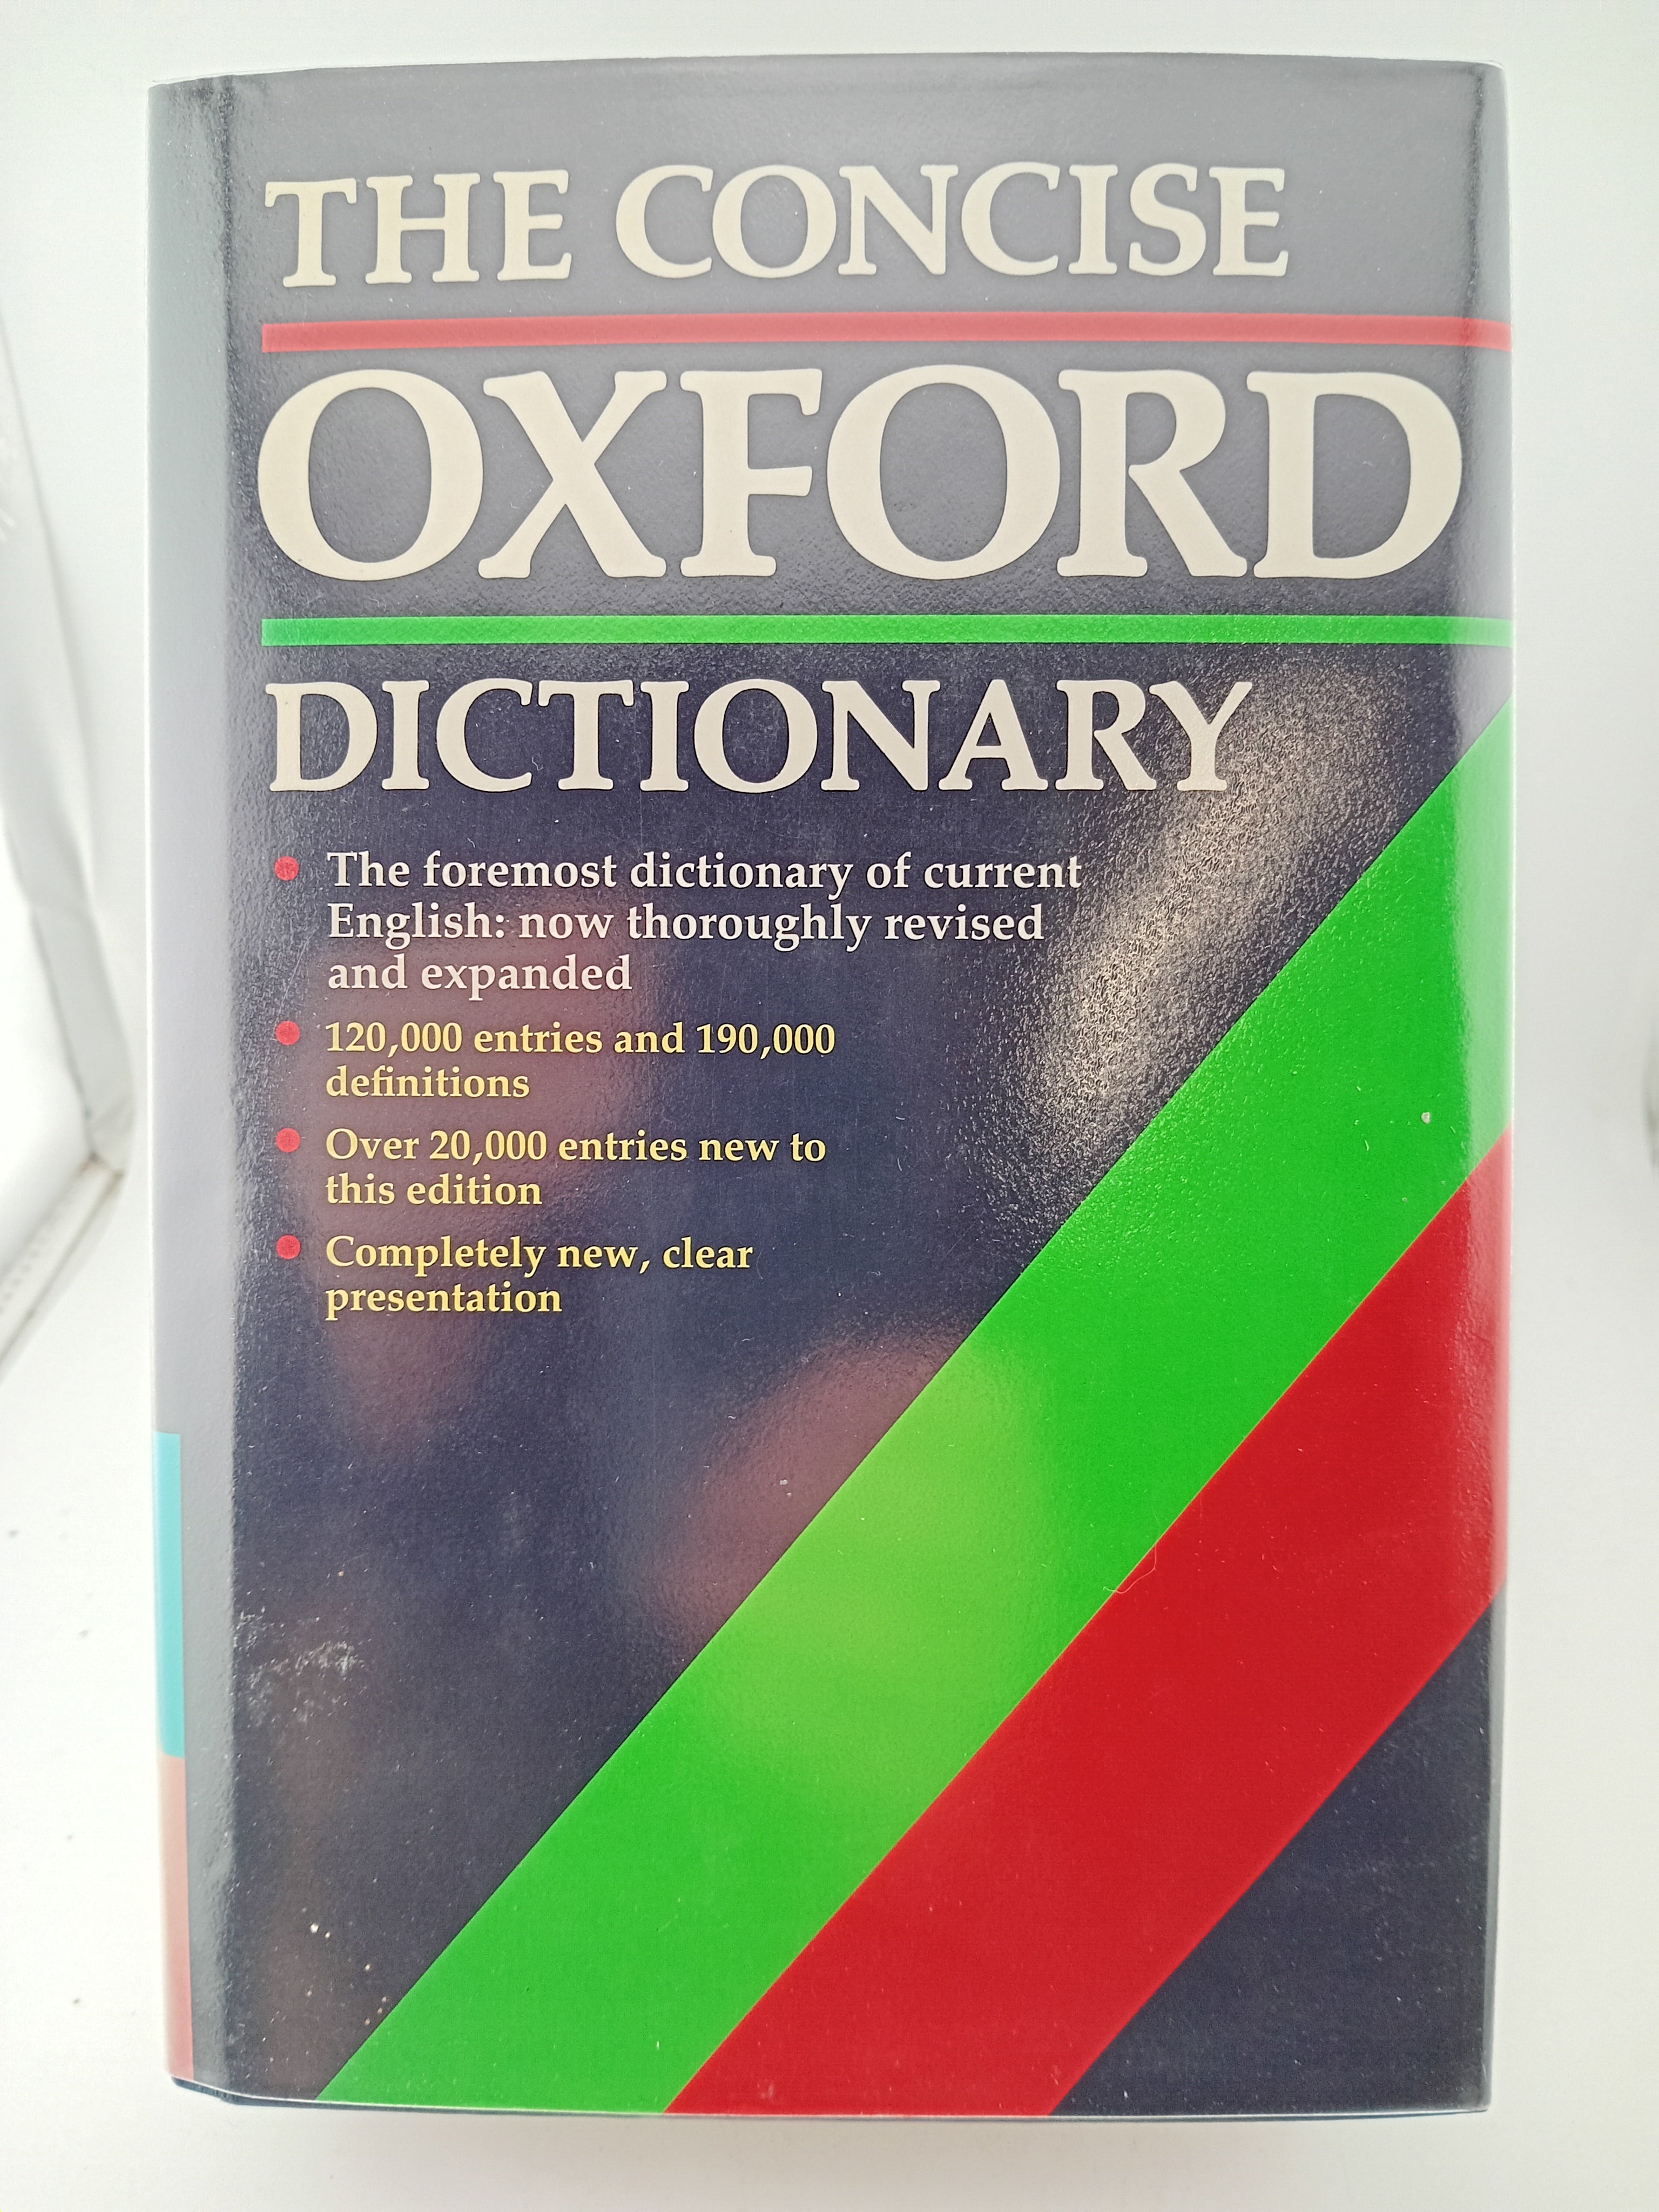 THE CONCISE
OXFORD
DICTIONARY
• The foremost dictionary of current
English: now thoroughly revised
and expanded
• 120,000 entries and 190,000
definitions
• Over 20,000 entries new to
this edition
• Completely new, clear
presentation